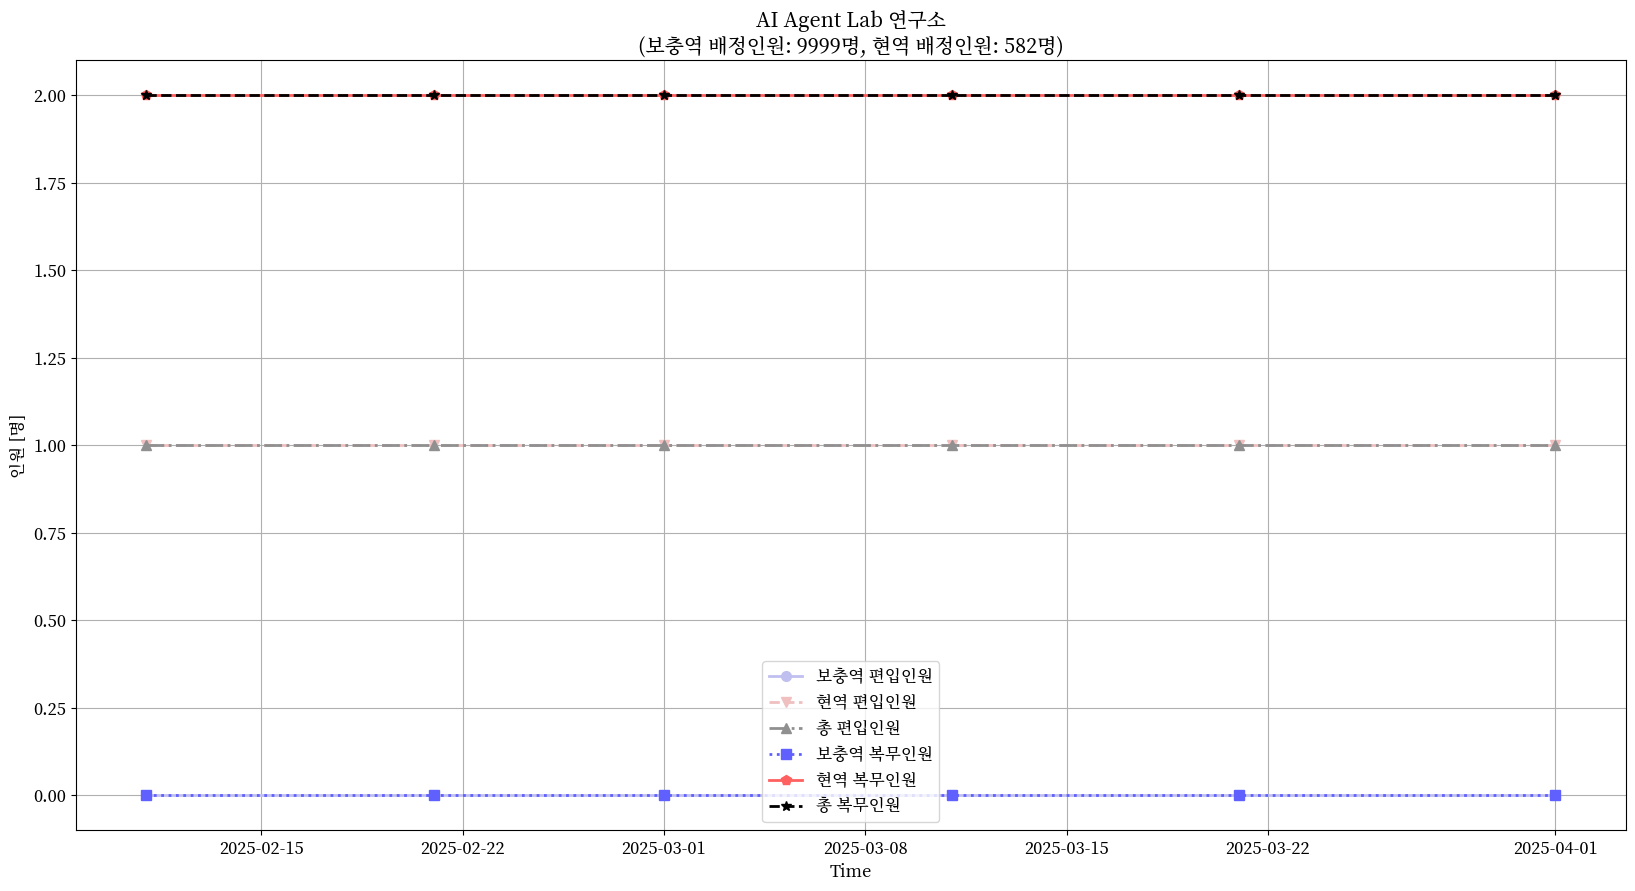 AI Agent Lab 연구소
(보충역 배정인원: 9999명, 현역 배정인원: 582명)
인원 [명]
2.00
1.75
1.50
1.25
1.00
0.75
0.50
0.25
0.00
보충역 편입인원
현역 편입인원
총 편입인원
보충역 복무인원
현역 복무인원
총 복무인원
2025-02-15 2025-02-22 2025-03-01 2025-03-08 2025-03-15 2025-03-22 2025-04-01
Time